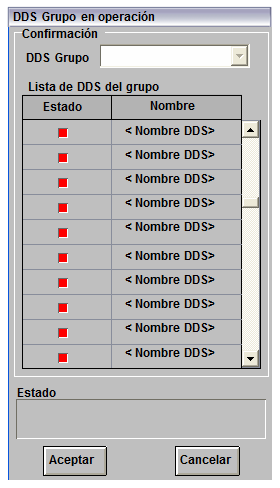 DDS Grupo en operación
Confirmación
DDS Grupo
Lista de DDS del grupo
Estado Nombre
< Nombre DDS>
< Nombre DDS>
< Nombre DDS>
< Nombre DDS>
< Nombre DDS>
< Nombre DDS>
< Nombre DDS>
< Nombre DDS>
< Nombre DDS>
< Nombre DDS>
Estado
Aceptar Cancelar